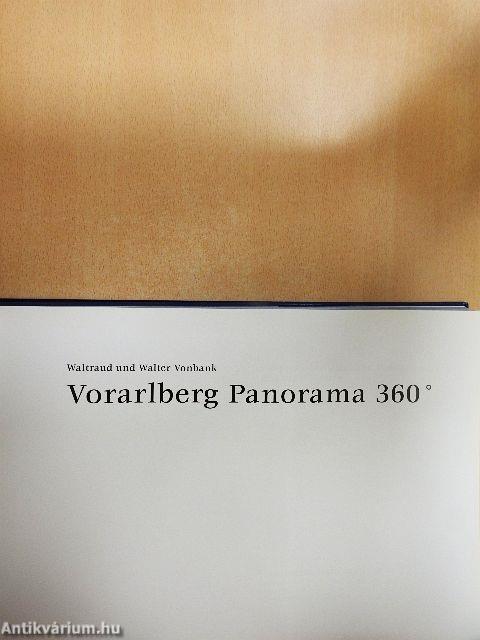 Waltraud und Walter Vonbank
Vorarlberg Panorama 360°
Antikvárium.hu